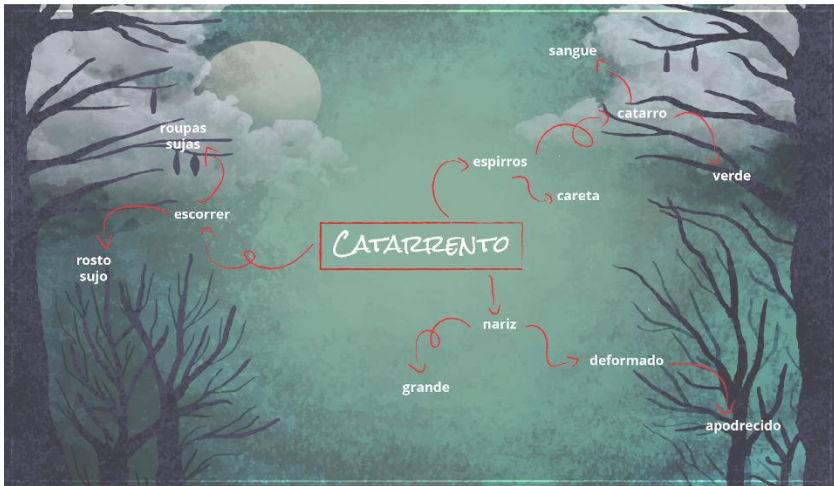 sangue
catarro
roupas
sujas
espirros
verde
careta
escorrer
CATARRENTO
rosto
sujo
nariz
deformado
grande
apodrecido